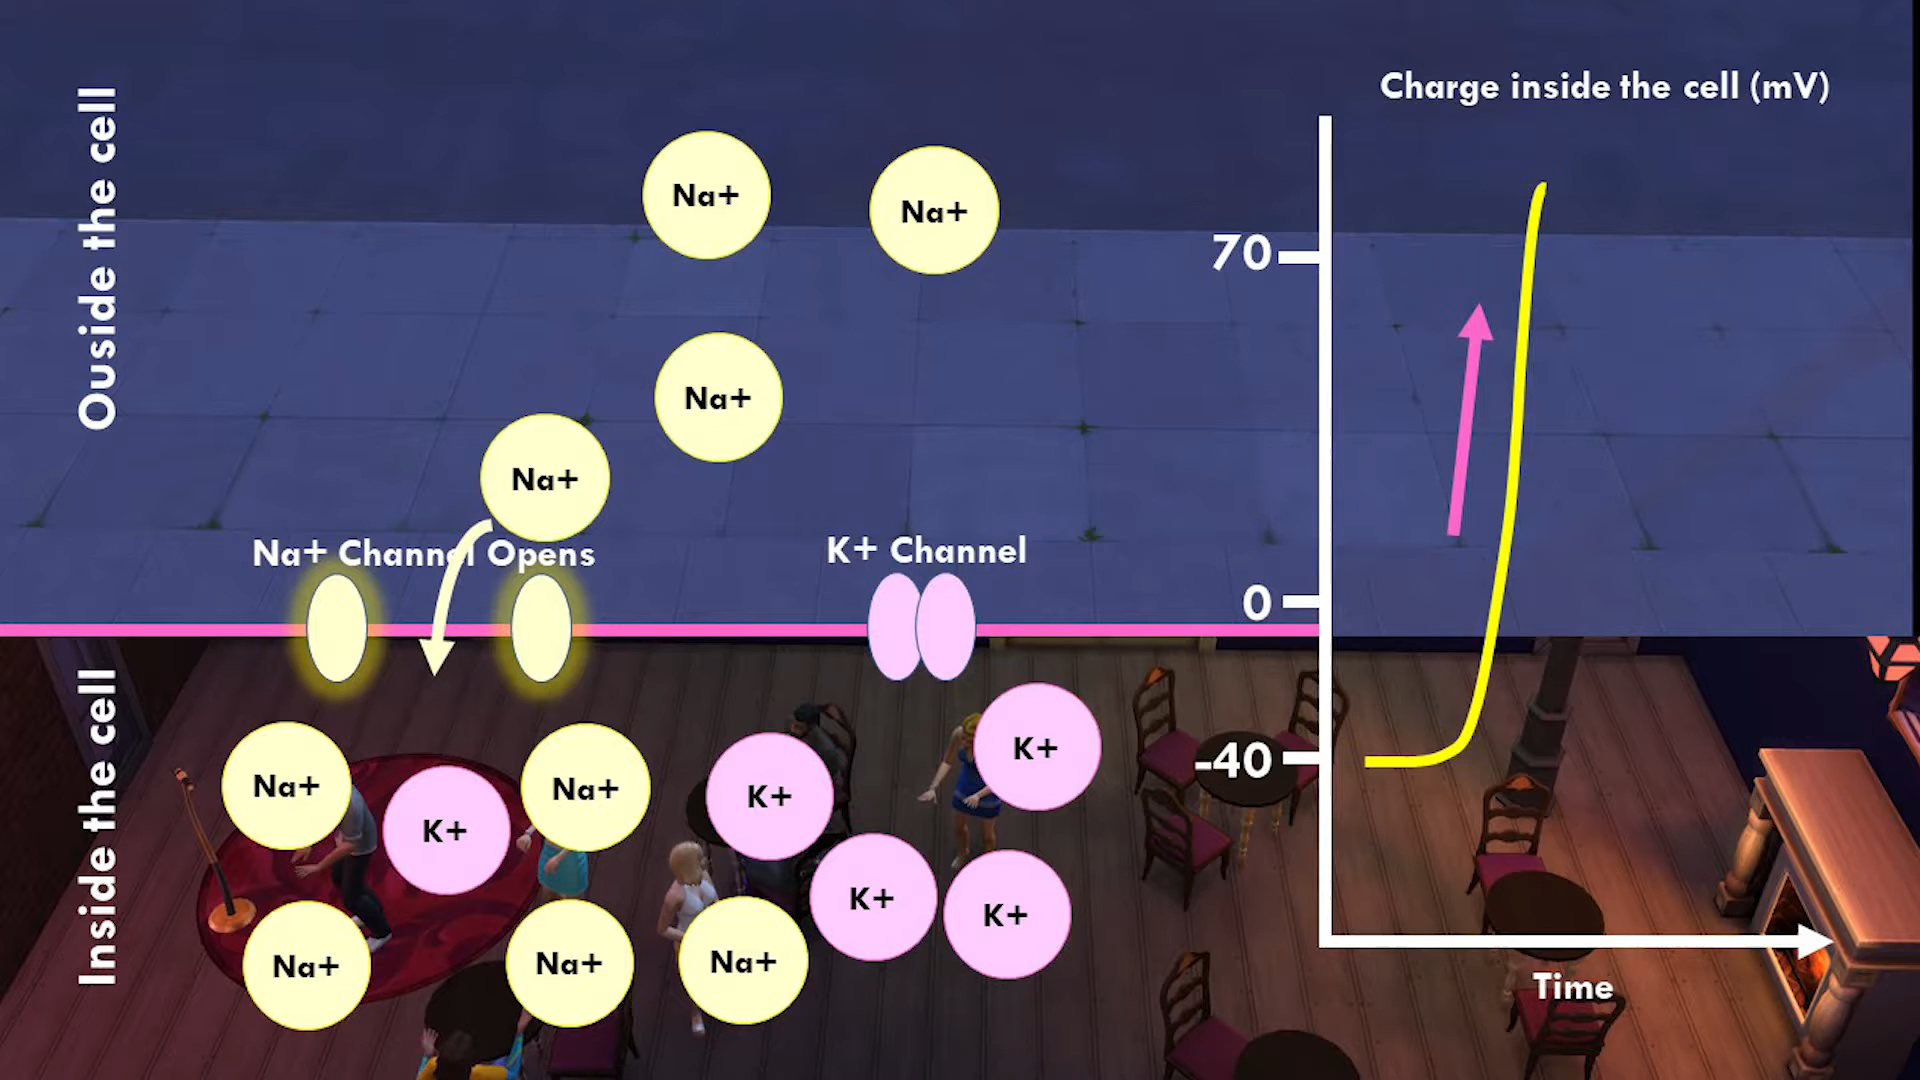 Ouside the cell
Inside the cell
Na+
Na+
Na+
Na+
Na+ Channel Opens
K+ Channel
Na+
K+
Na+
K+
K+
K+
K+
Na+
Na+
Na+
Charge inside the cell (mV)
70
0
-40
Time